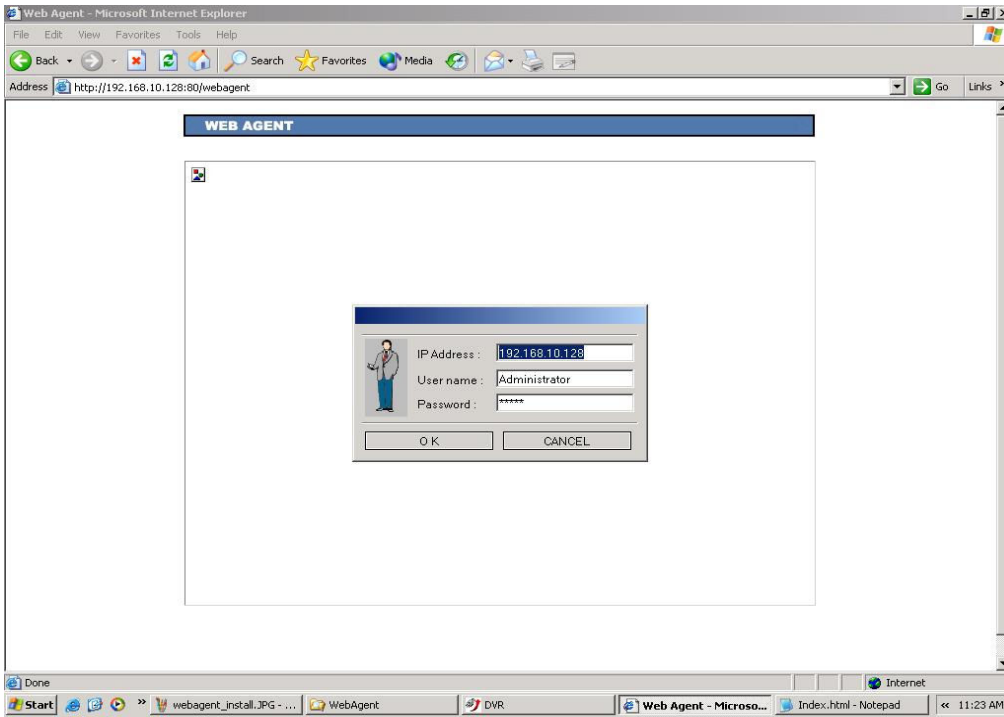 Web Agent - Microsoft Internet Explorer
File Edit View Favorites Tools Help
Back Search Favorites Media
Address http://192.168.10.128:80/webagent Go Links »
WEB AGENT
IP Address : 192.168.10.128
User name : Administrator
Password : *****
O K CANCEL
Done Internet
Start » webagent_install.JPG - ... WebAgent DVR Web Agent - Microso... Index.html - Notepad « 11:23 AM